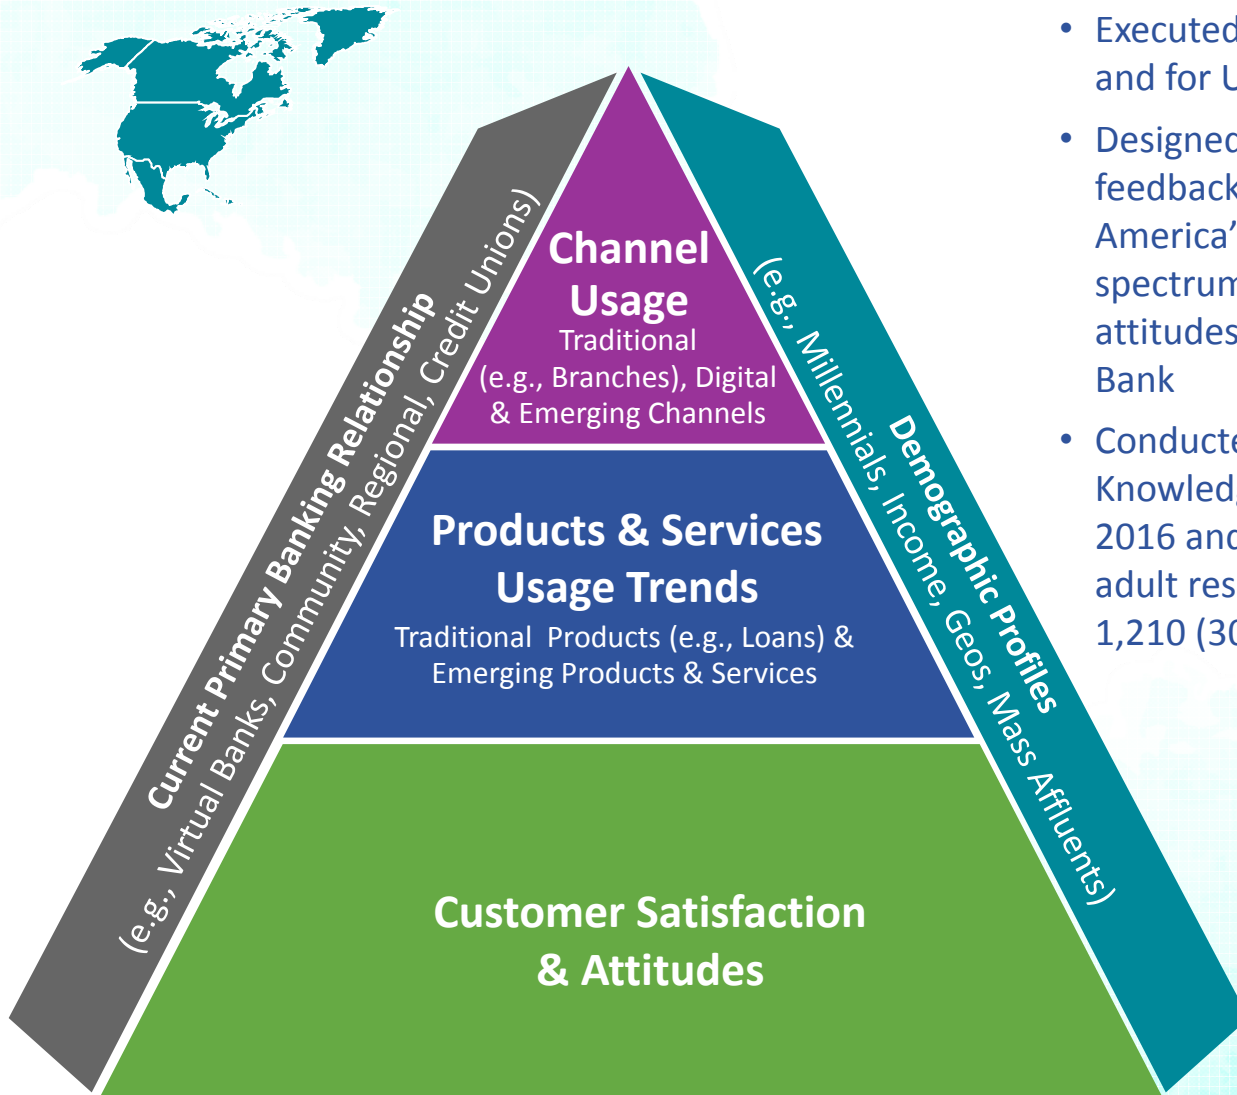 Current Primary Banking Relationship
(e.g., Virtual Banks, Community, Regional, Credit Unions)
Channel
Usage
Traditional
(e.g., Branches), Digital
& Emerging Channels
Products & Services
Usage Trends
Traditional Products (e.g., Loans) &
Emerging Products & Services
Customer Satisfaction
& Attitudes
Demographic Profiles
(e.g., Millennials, Income, Geos, Mass Affluents)
• Executed
and for U
• Designed
feedback
America’
spectrum
attitudes
Bank
• Conducte
Knowledg
2016 and
adult res
1,210 (30